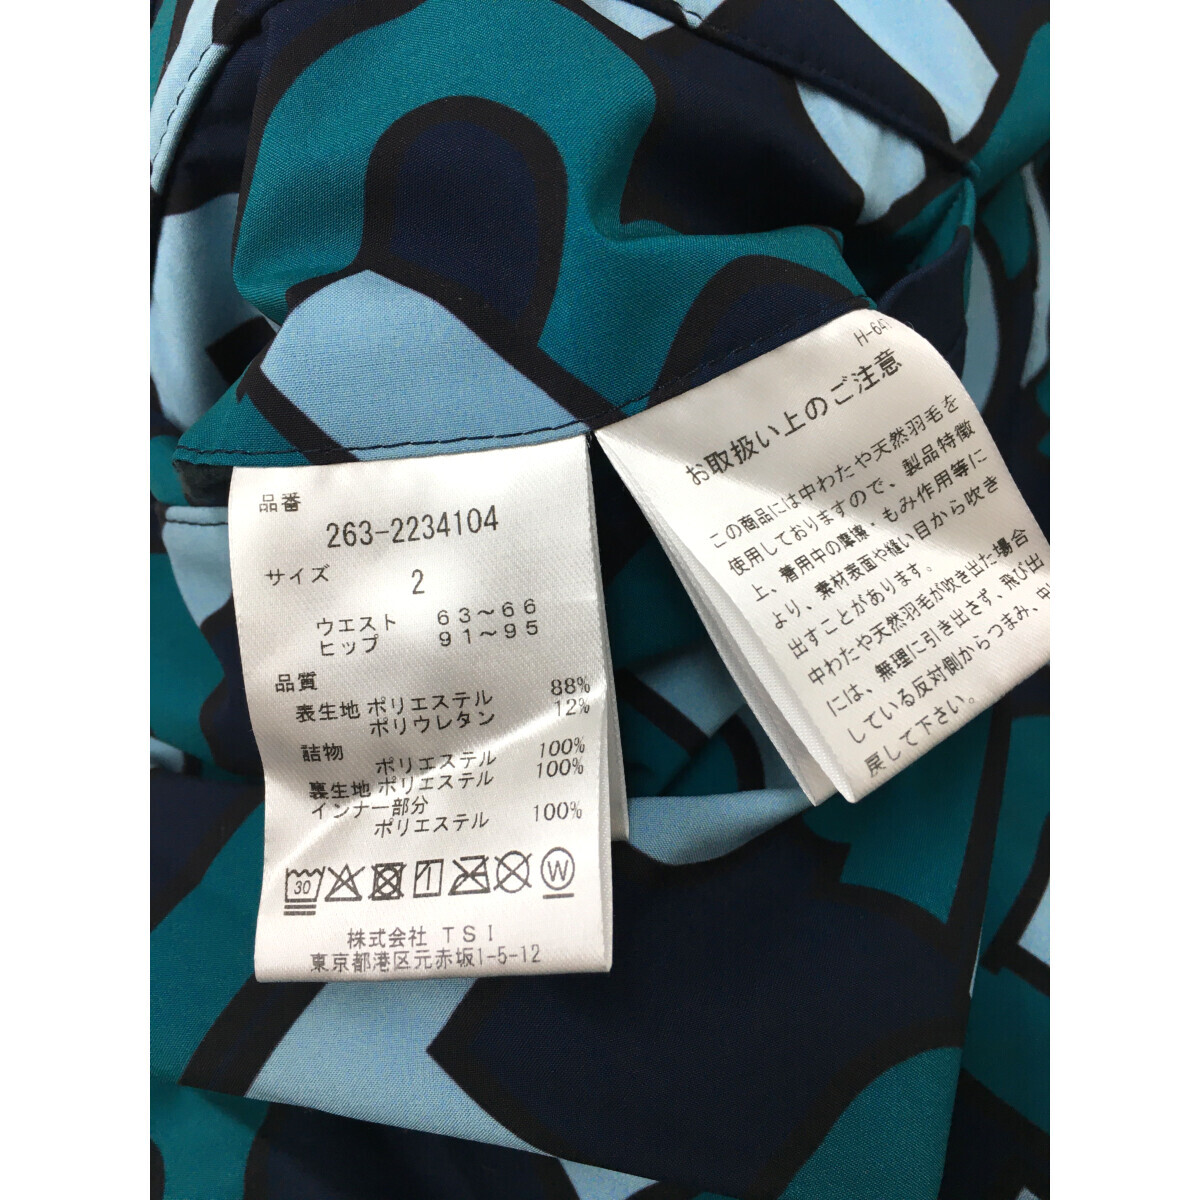 品番
263-2234104
サイズ 2
ウエスト 63～66
ヒップ 91～95
品質
表生地 ポリエステル 88%
ポリウレタン 12%
詰物
ポリエステル 100%
裏生地 ポリエステル 100%
インナー部分
ポリエステル 100%
30 W
株式会社 TSI
東京都港区元赤坂1-5-12
お取扱い上のご注意
この商品には中わたや天然羽毛を
使用しておりますので、製品特徴
上、着用中の摩擦・もみ作用等に
より、素材表面や縫い目から吹き
出すことがあります。
中わたや天然羽毛が吹き出た場合
には、無理に引き出さず、飛び出
している反対側からつまみ、中
戻して下さい。